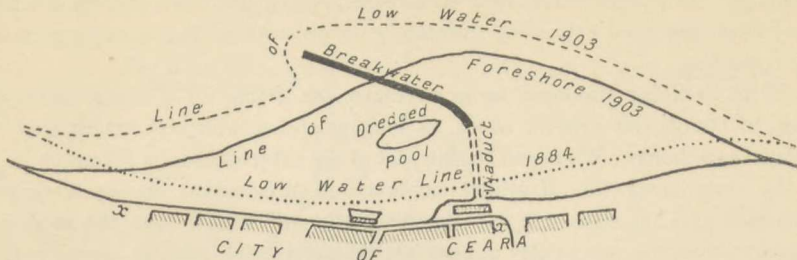 Line of Low Water 1903
Breakwater
Line of Foreshore 1903
Dredged
Pool
Viaduct
Low Water Line 1884.
x
x
CITY OF CEARA